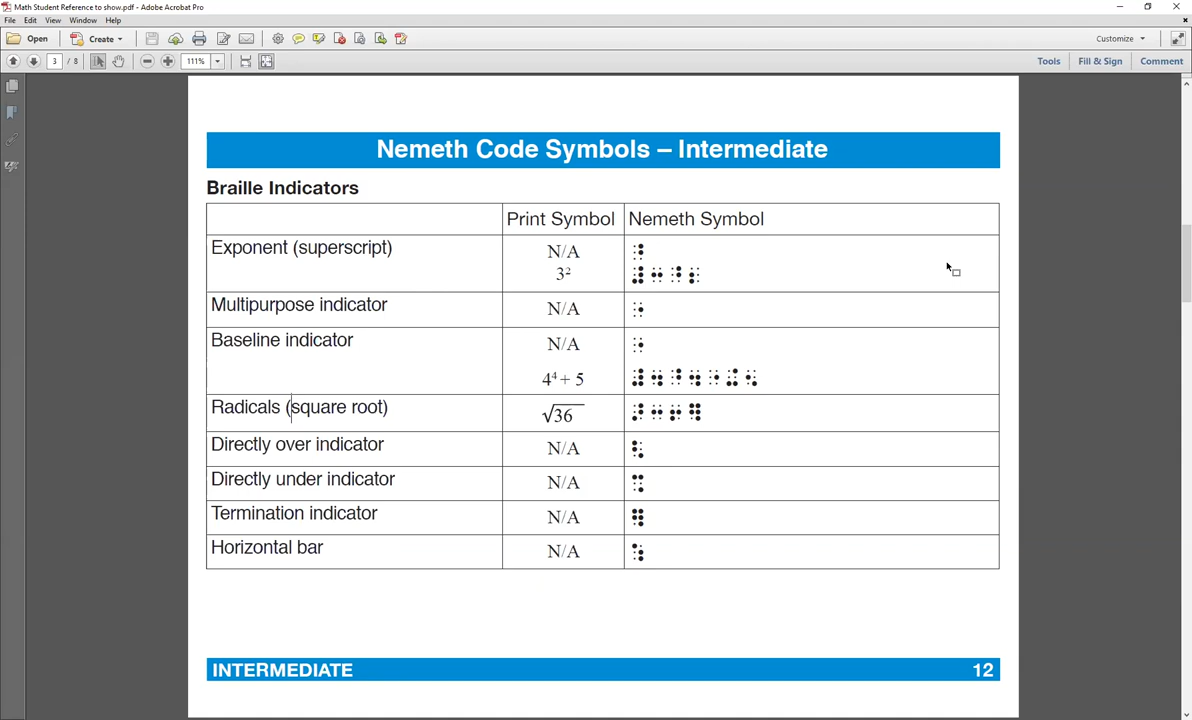 Math Student Reference to show.pdf - Adobe Acrobat Pro
File Edit View Window Help
Open Create Customize
3 / 8 111% Tools Fill & Sign Comment
Nemeth Code Symbols – Intermediate
Braille Indicators
Print Symbol Nemeth Symbol
Exponent (superscript) N/A ⠘
3² ⠼⠒⠘⠆
Multipurpose indicator N/A ⠐
Baseline indicator N/A ⠐
4⁴ + 5 ⠼⠲⠘⠲⠐⠬⠢
Radicals (square root) √36 ⠜⠒⠖⠻
Directly over indicator N/A ⠣
Directly under indicator N/A ⠩
Termination indicator N/A ⠻
Horizontal bar N/A ⠱
INTERMEDIATE 12